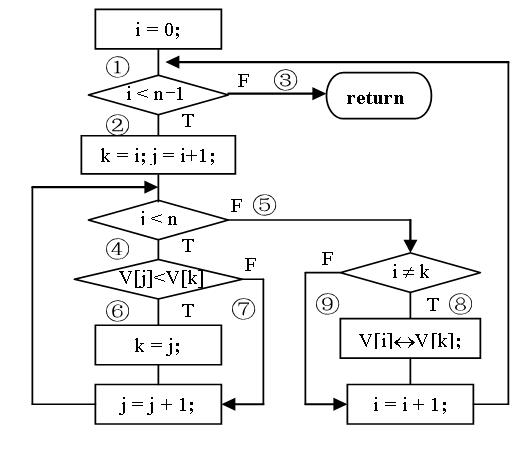 i = 0;
①
i < n−1
F
③
return
②
T
k = i; j = i+1;
i < n
F
⑤
④
T
V[j]<V[k]
F
F
i ≠ k
⑥
T
⑦
⑨
T
⑧
k = j;
V[i]↔V[k];
j = j + 1;
i = i + 1;